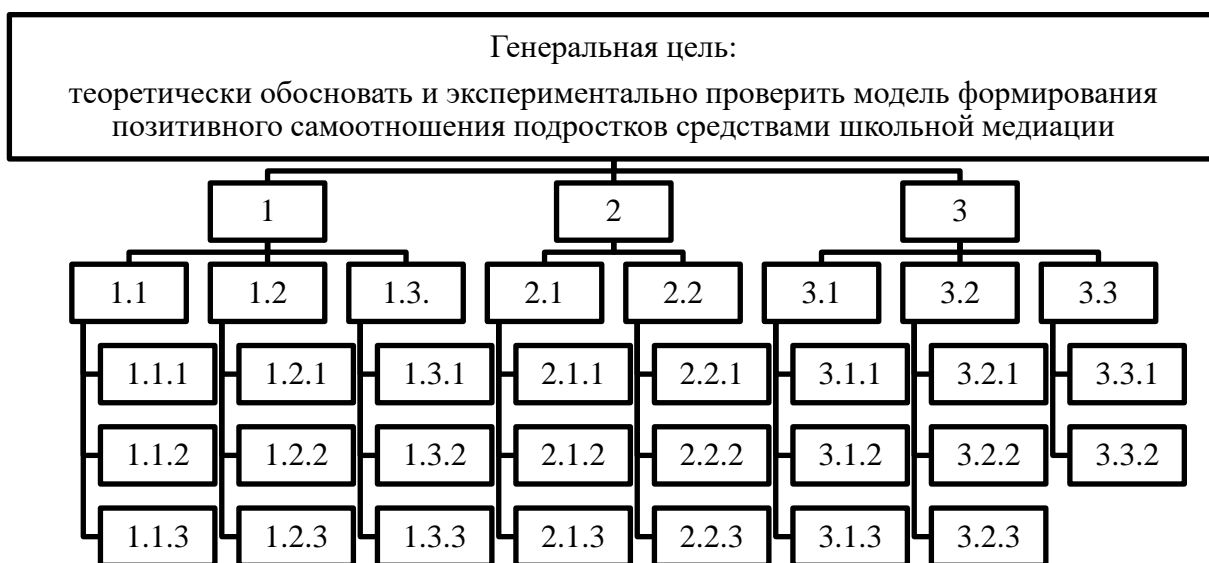 Генеральная цель:
теоретически обосновать и экспериментально проверить модель формирования
позитивного самоотношения подростков средствами школьной медиации
1 2 3
1.1 1.2 1.3. 2.1 2.2 3.1 3.2 3.3
1.1.1 1.2.1 1.3.1 2.1.1 2.2.1 3.1.1 3.2.1 3.3.1
1.1.2 1.2.2 1.3.2 2.1.2 2.2.2 3.1.2 3.2.2 3.3.2
1.1.3 1.2.3 1.3.3 2.1.3 2.2.3 3.1.3 3.2.3